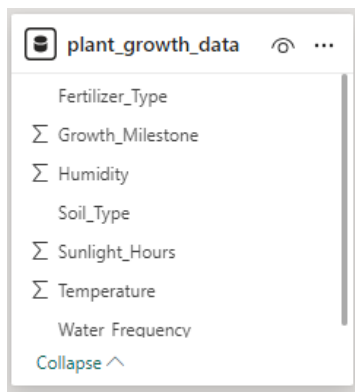 plant_growth_data
Fertilizer_Type
Σ Growth_Milestone
Σ Humidity
Soil_Type
Σ Sunlight_Hours
Σ Temperature
Water_Frequency
Collapse